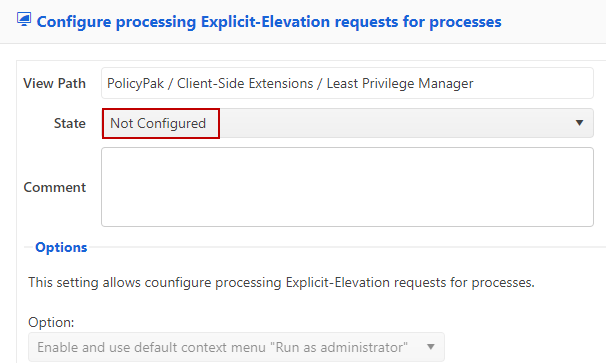 Configure processing Explicit-Elevation requests for processes
View Path PolicyPak / Client-Side Extensions / Least Privilege Manager
State Not Configured
Comment
Options
This setting allows counfigure processing Explicit-Elevation requests for processes.
Option:
Enable and use default context menu "Run as administrator"